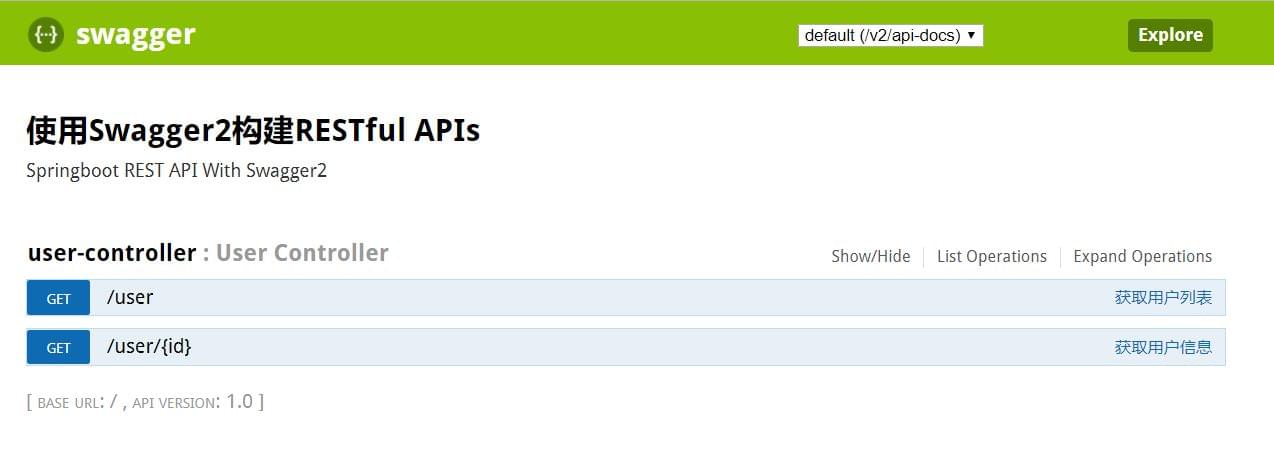 {···} swagger default (/v2/api-docs) ▼ Explore
使用Swagger2构建RESTful APIs
Springboot REST API With Swagger2
user-controller : User Controller Show/Hide List Operations Expand Operations
GET /user 获取用户列表
GET /user/{id} 获取用户信息
[ BASE URL: / , API VERSION: 1.0 ]